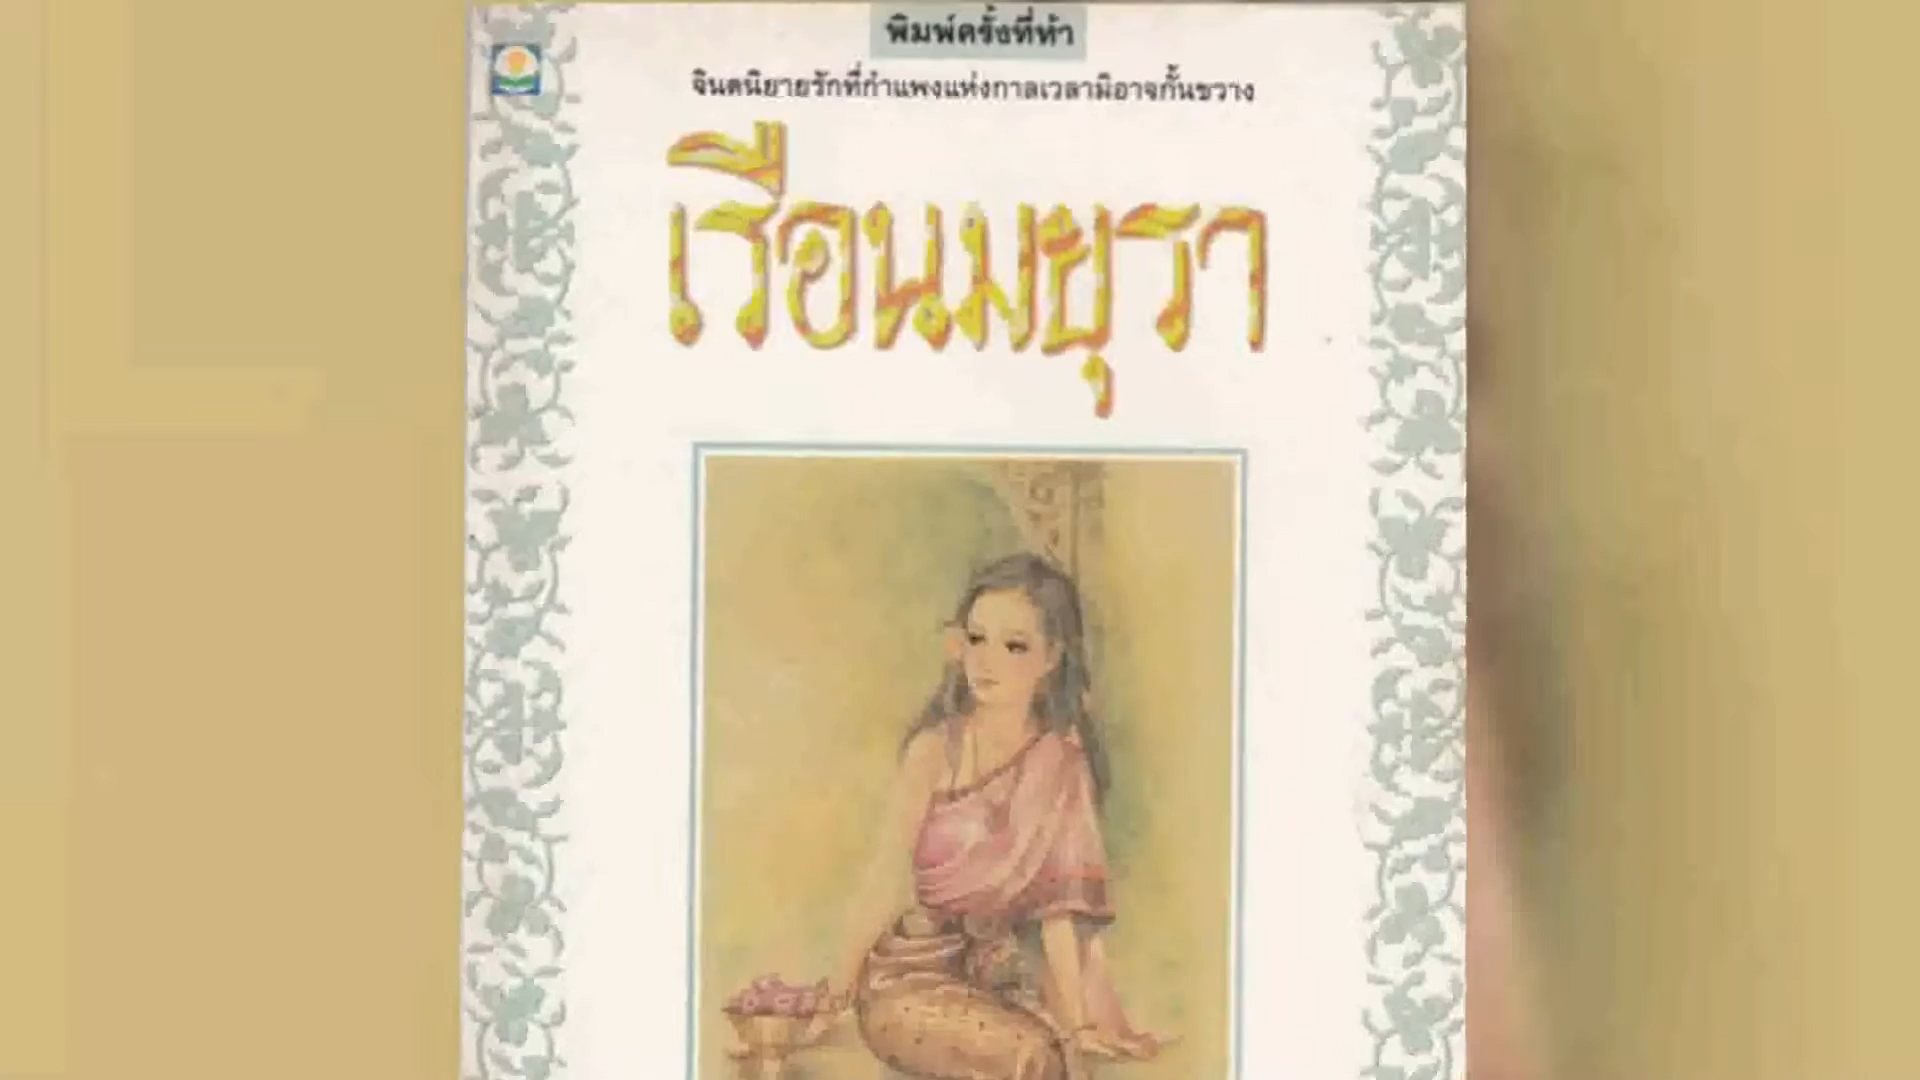 พิมพ์ครั้งที่ห้า
จินตนิยายรักที่กำแพงแห่งกาลเวลามิอาจกั้นขวาง
เรือนมยุรา